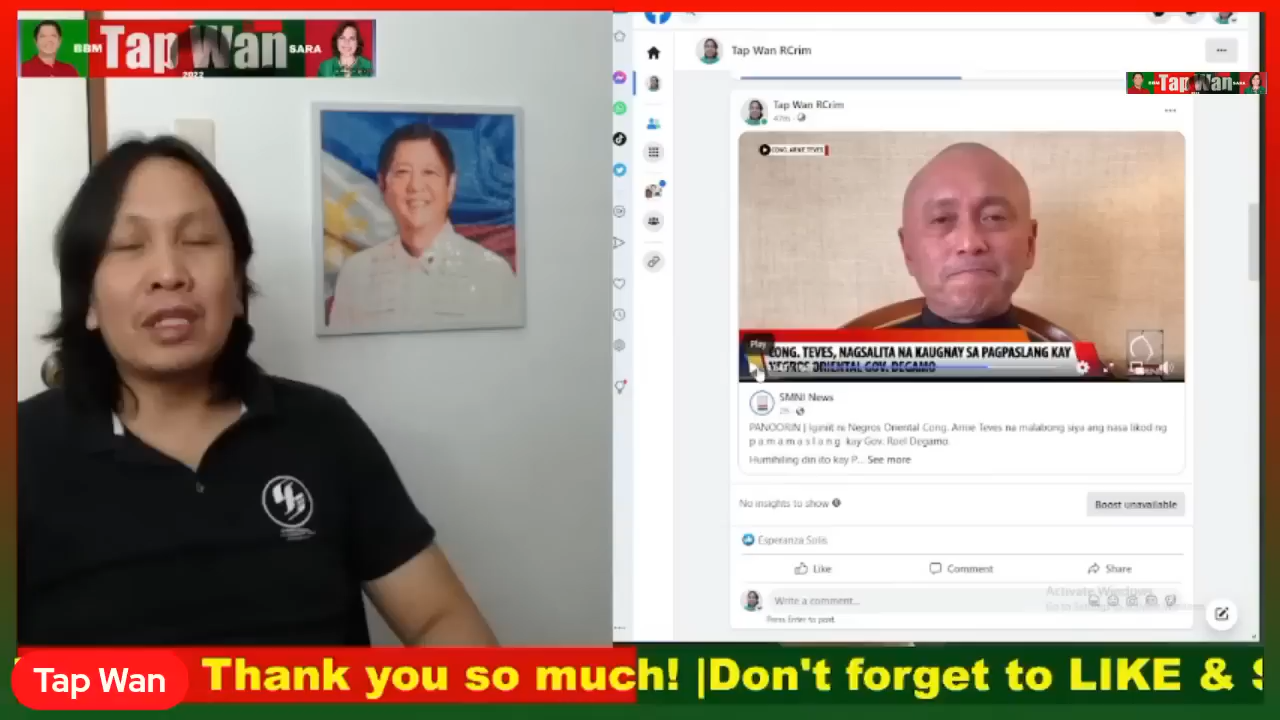 BBM Tap Wan SARA
2022
Tap Wan RCrim
Tap Wan
Tap Wan RCrim
CONG. ARNIE TEVES
Play
CONG. TEVES, NAGSALITA NA KAUGNAY SA PAGPASLANG KAY
NEGROS ORIENTAL GOV. DEGAMO
SMNI News
PANOORIN | Iginiit ni Negros Oriental Cong. Arnie Teves na malabong siya ang nasa likod ng
p a m a m a s l a n g kay Gov. Roel Degamo.
Humihiling din ito kay P... See more
No insights to show
Boost unavailable
Esperanza Solis
Like
Comment
Share
Write a comment...
Press Enter to post.
Activate Windows
Tap Wan
Thank you so much! |Don't forget to LIKE & S